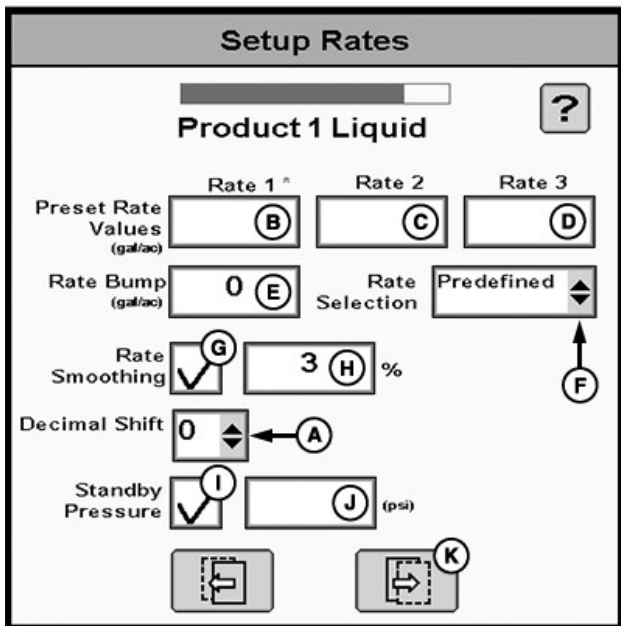 Setup Rates
?
Product 1 Liquid
Rate 1 * Rate 2 Rate 3
Preset Rate
Values
(gal/ac)
B C D
Rate Bump
(gal/ac)
0 E
Rate
Selection
Predefined
F
Rate
Smoothing
G
3 H %
Decimal Shift
0
A
Standby
Pressure
I
J (psi)
K